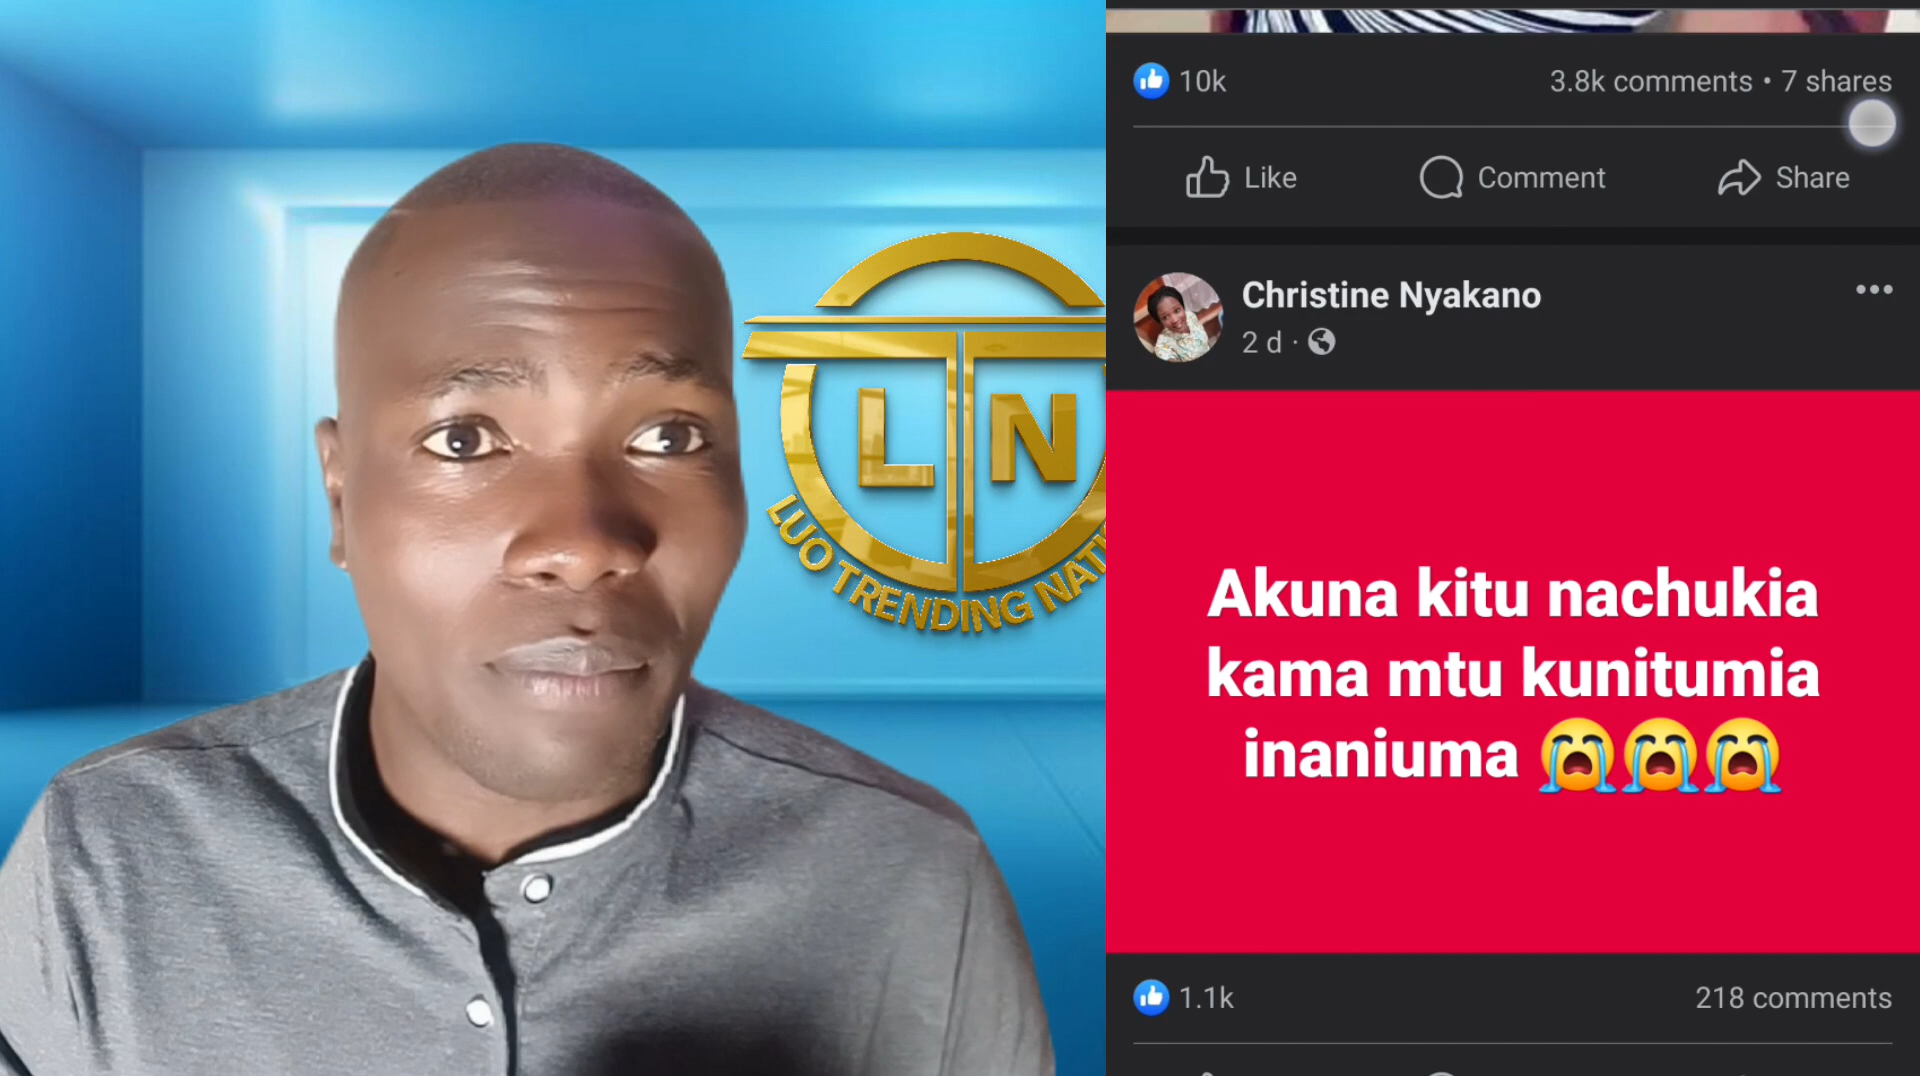 LN
LUO TRENDING NATI
10k
3.8k comments • 7 shares
Like
Comment
Share
Christine Nyakano
2 d ·
Akuna kitu nachukia
kama mtu kunitumia
inaniuma 😭😭😭
1.1k
218 comments